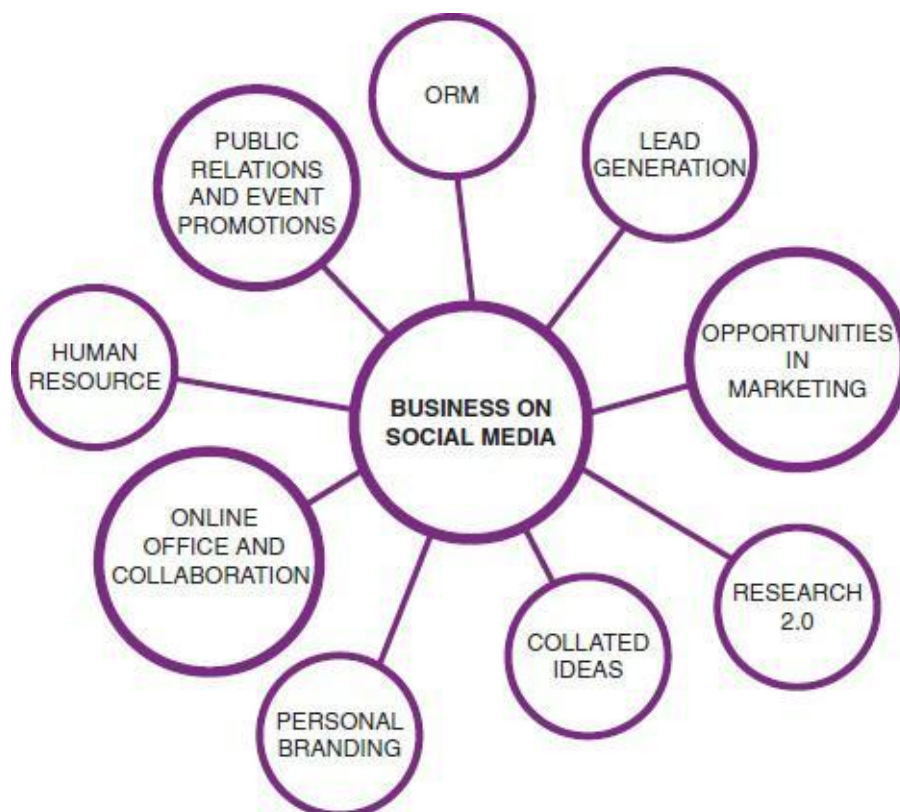 ORM
LEAD
GENERATION
PUBLIC
RELATIONS
AND EVENT
PROMOTIONS
OPPORTUNITIES
IN
MARKETING
HUMAN
RESOURCE
BUSINESS ON
SOCIAL MEDIA
ONLINE
OFFICE AND
COLLABORATION
RESEARCH
2.0
COLLATED
IDEAS
PERSONAL
BRANDING